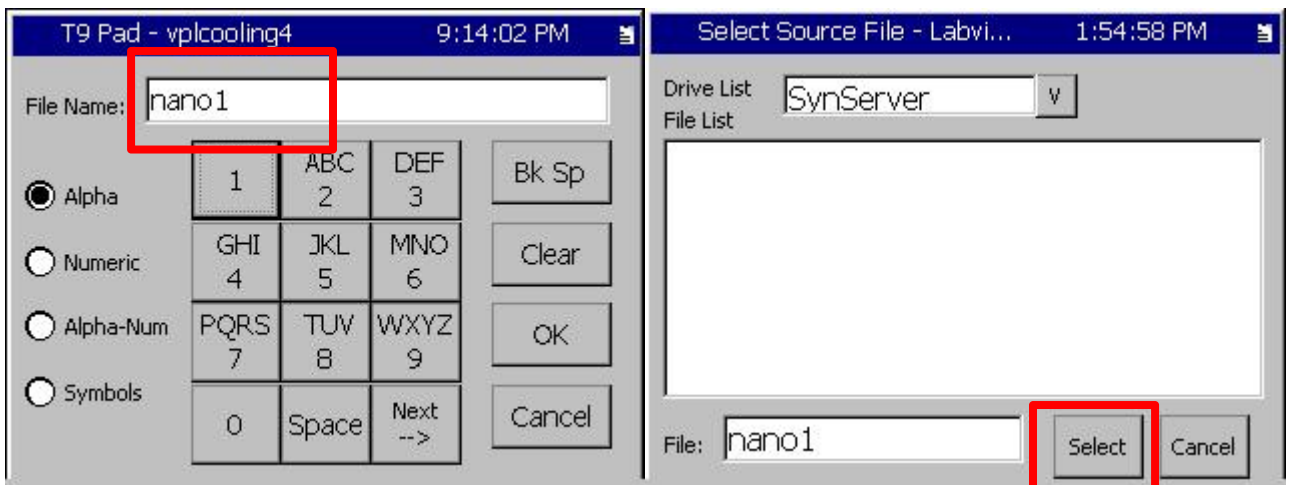 T9 Pad - vplcooling4 9:14:02 PM
File Name: nano1
1 ABC 2 DEF 3 Bk Sp
Alpha
GHI 4 JKL 5 MNO 6 Clear
Numeric
PQRS 7 TUV 8 WXYZ 9 OK
Alpha-Num
Symbols
0 Space Next --> Cancel
Select Source File - Labvi... 1:54:58 PM
Drive List SynServer V
File List
File: nano1 Select Cancel